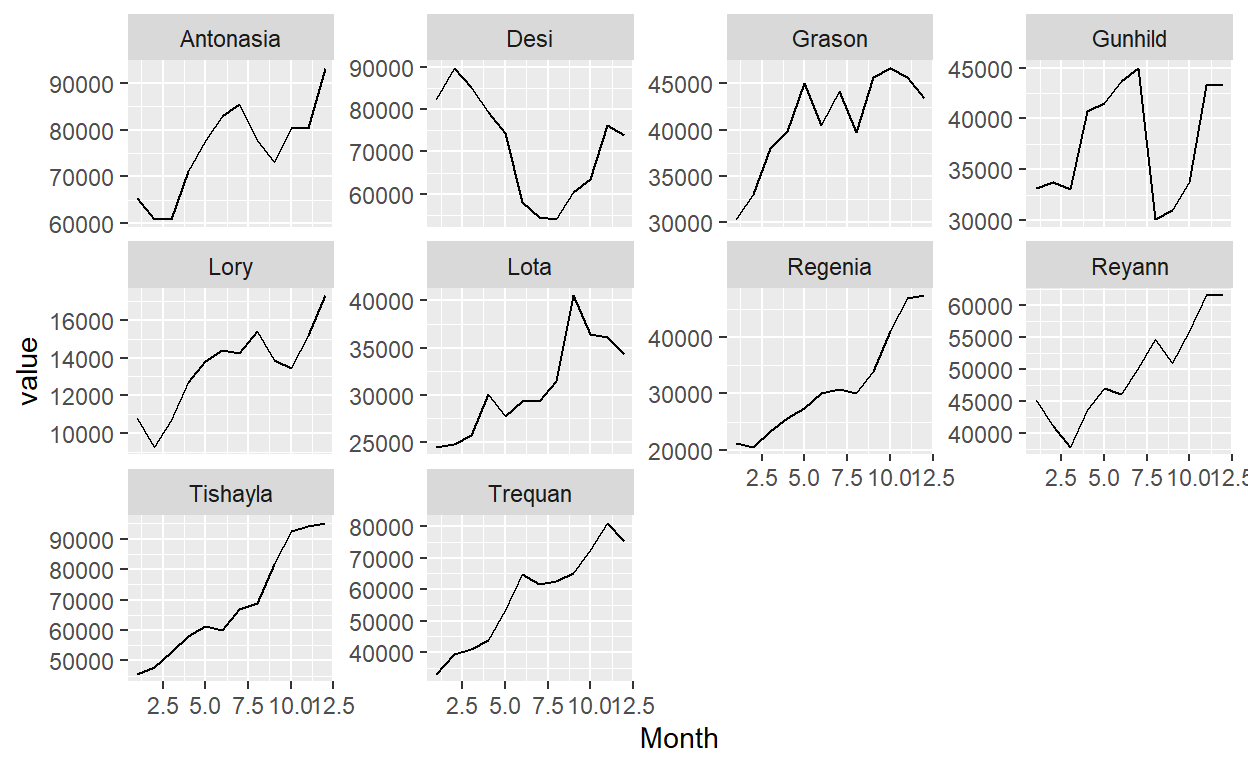 Antonasia Desi Grason Gunhild
90000 90000 45000 45000
80000 80000 40000 40000
70000 70000 35000 35000
60000 60000 30000 30000
Lory Lota Regenia Reyann
16000 40000 40000 60000
14000 35000 30000 55000
12000 30000 20000 50000
10000 25000 45000
40000
2.5 5.0 7.5 10.0 12.5 2.5 5.0 7.5 10.0 12.5
Tishayla Trequan
90000 80000
80000 70000
70000 60000
60000 50000
50000 40000
2.5 5.0 7.5 10.0 12.5 2.5 5.0 7.5 10.0 12.5
value
Month